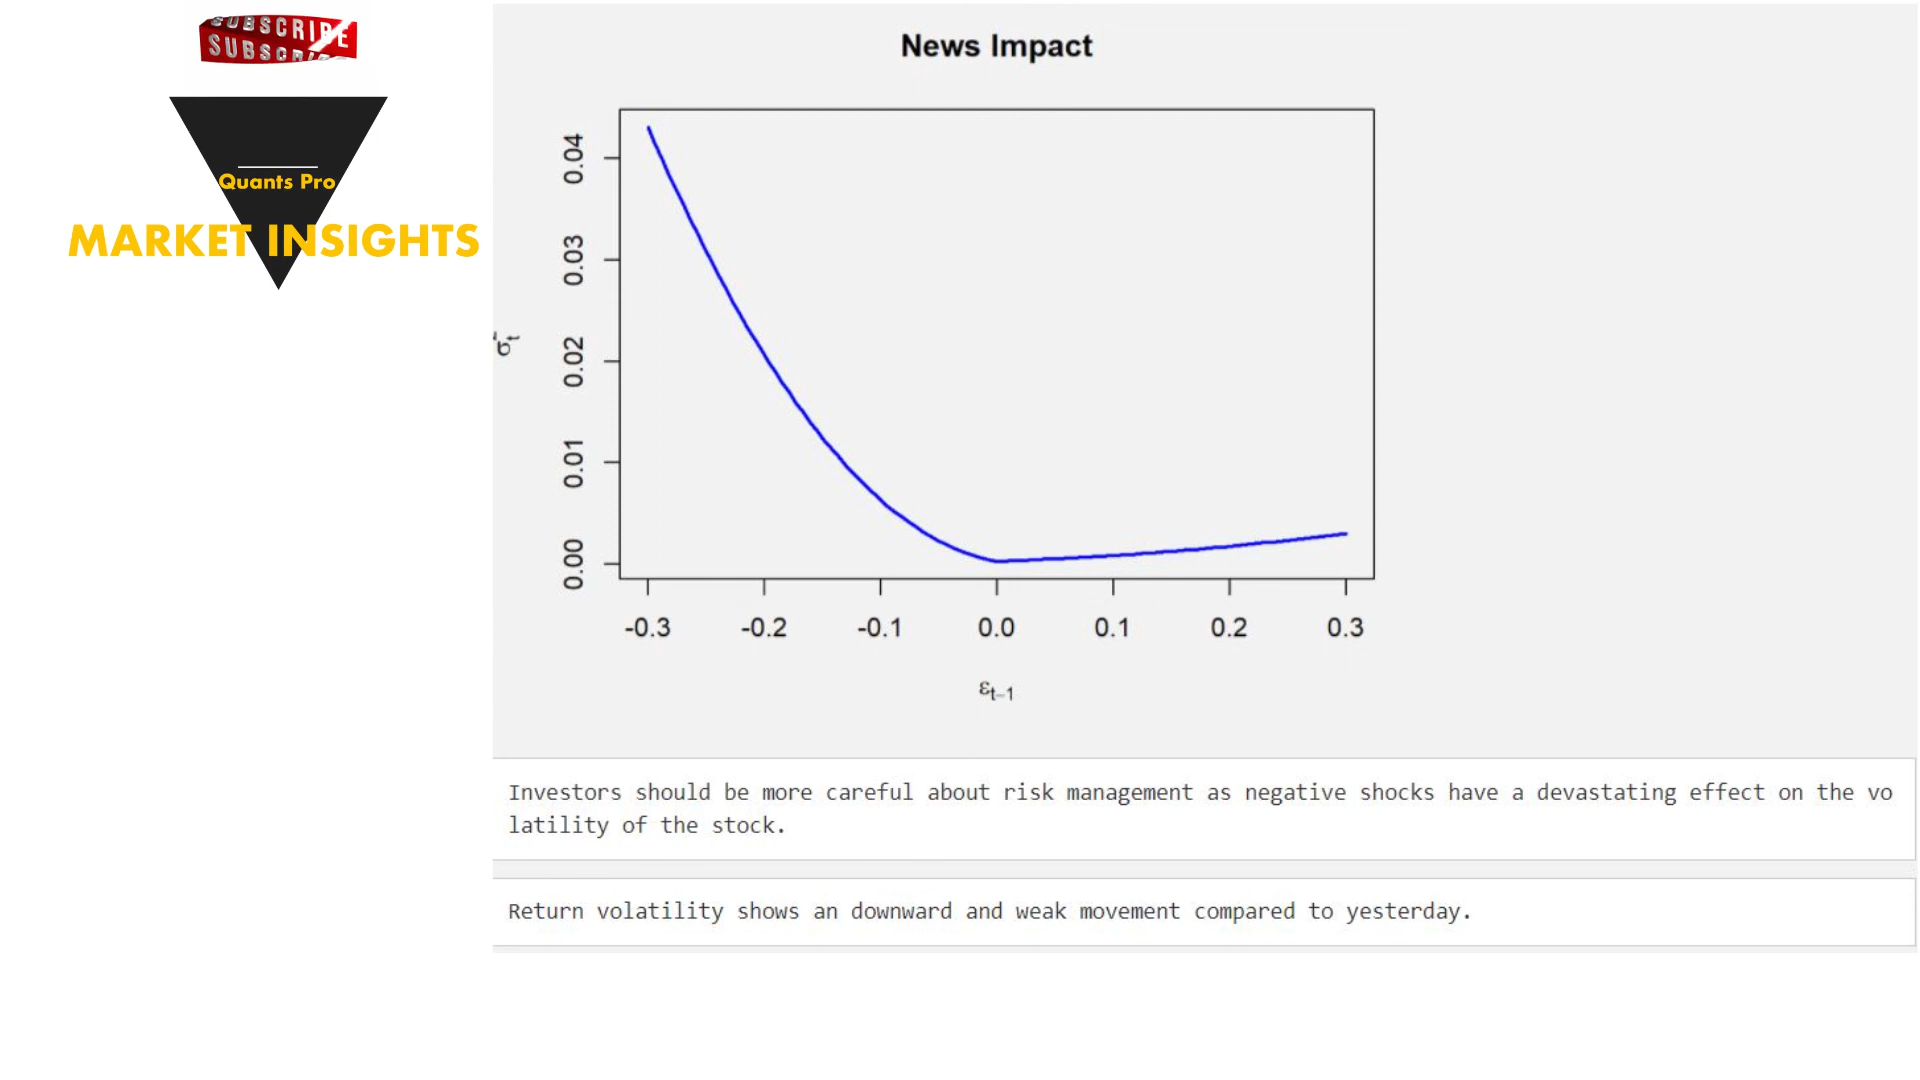 SUBSCRIBE
SUBSCRI
Quants Pro
MARKET INSIGHTS
News Impact
0.04
0.03
0.02
0.01
0.00
σt
-0.3 -0.2 -0.1 0.0 0.1 0.2 0.3
εt−1
Investors should be more careful about risk management as negative shocks have a devastating effect on the vo
latility of the stock.
Return volatility shows an downward and weak movement compared to yesterday.